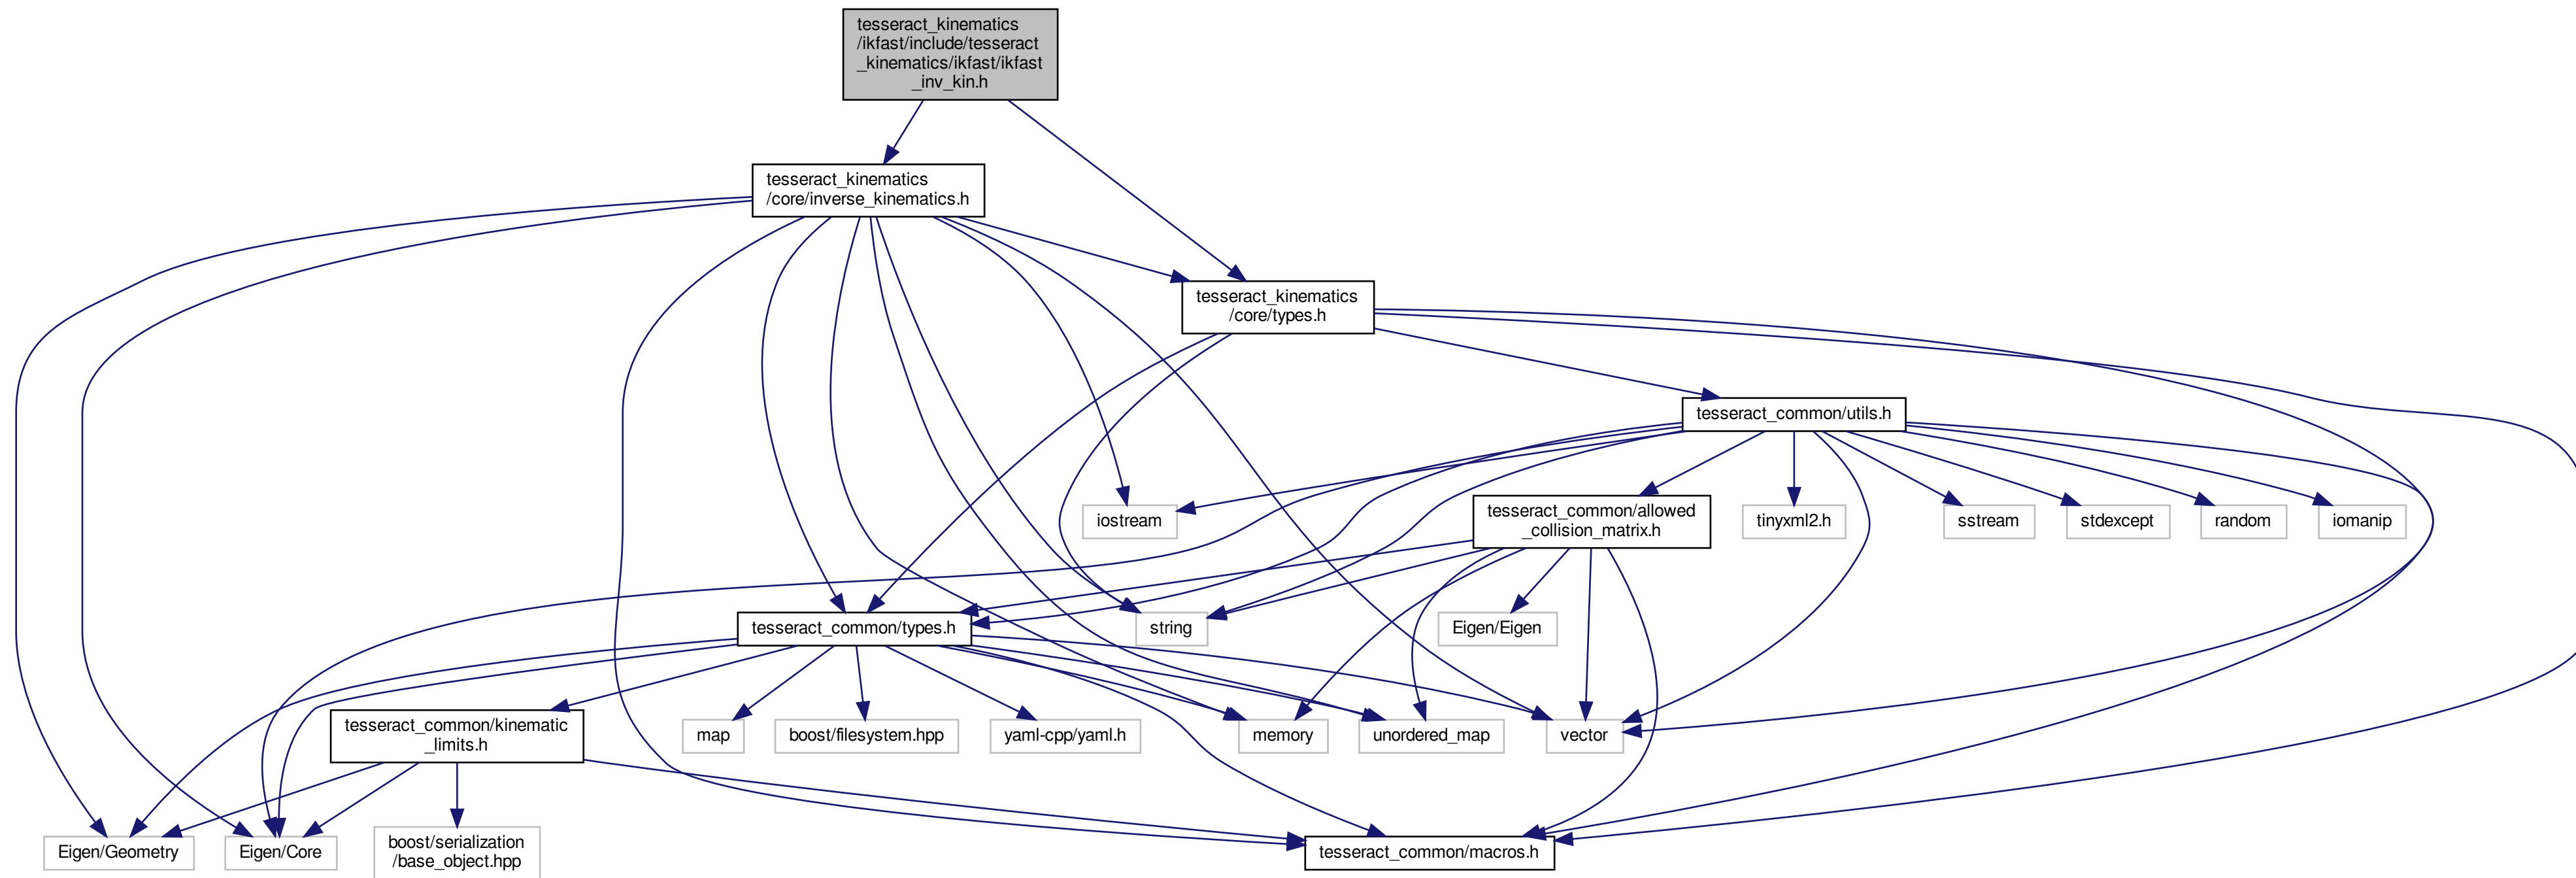 tesseract_kinematics
/ikfast/include/tesseract
_kinematics/ikfast/ikfast
_inv_kin.h
tesseract_kinematics
/core/inverse_kinematics.h
tesseract_kinematics
/core/types.h
tesseract_common/utils.h
iostream
tesseract_common/allowed
_collision_matrix.h
tinyxml2.h
sstream
stdexcept
random
iomanip
tesseract_common/types.h
string
Eigen/Eigen
tesseract_common/kinematic
_limits.h
map
boost/filesystem.hpp
yaml-cpp/yaml.h
memory
unordered_map
vector
Eigen/Geometry
Eigen/Core
boost/serialization
/base_object.hpp
tesseract_common/macros.h